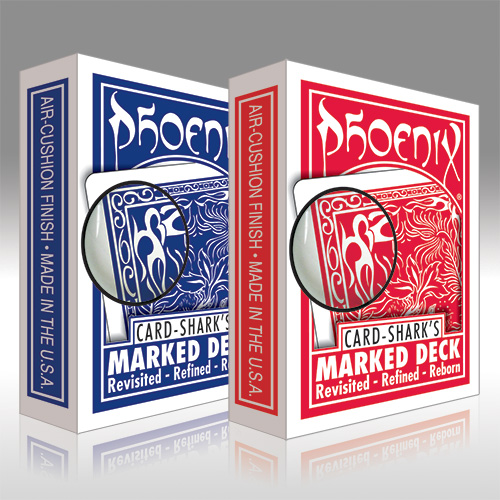 AIR-CUSHION FINISH • MADE IN THE U.S.A.
Phoenix
CARD-SHARK'S
MARKED DE
Revisited - Refined - R
AIR-CUSHION FINISH • MADE IN THE U.S.A.
Phoenix
®
CARD-SHARK'S
MARKED DECK
Revisited - Refined - Reborn